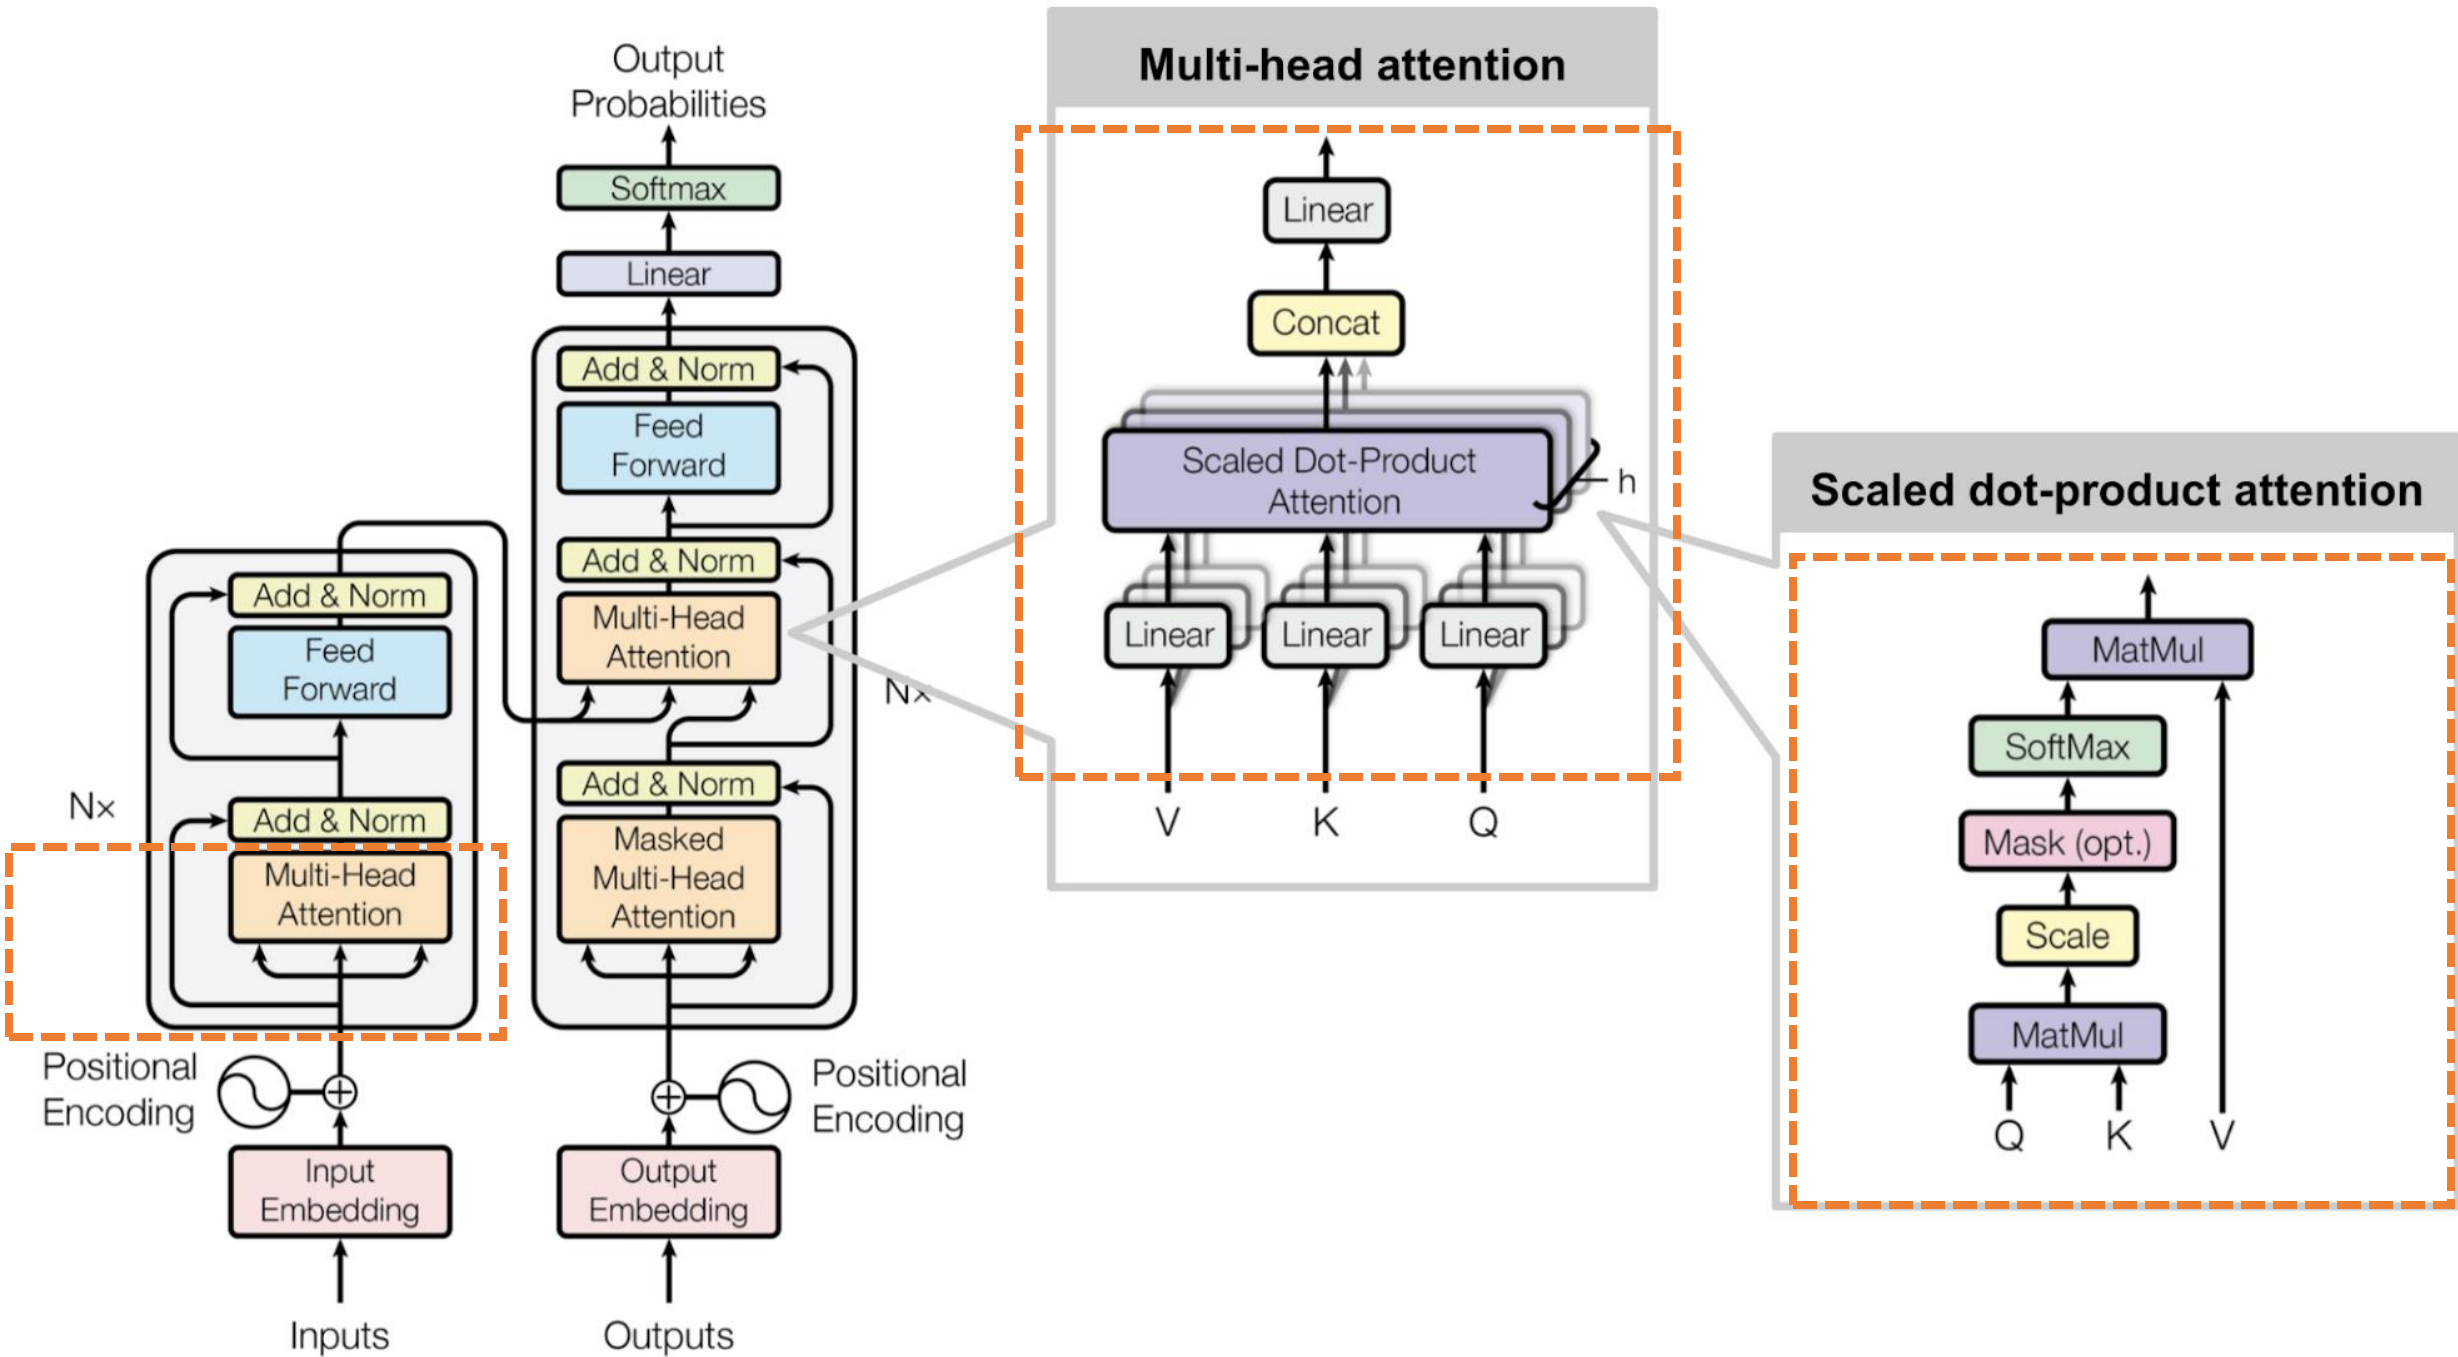 Output
Probabilities
Softmax
Linear
Add & Norm
Feed
Forward
Add & Norm
Multi-Head
Attention
Nx
Add & Norm
Masked
Multi-Head
Attention
Positional
Encoding
Output
Embedding
Outputs
Add & Norm
Feed
Forward
Nx
Add & Norm
Multi-Head
Attention
Positional
Encoding
Input
Embedding
Inputs
Multi-head attention
Linear
Concat
Scaled Dot-Product
Attention
h
Linear
Linear
Linear
V
K
Q
Scaled dot-product attention
MatMul
SoftMax
Mask (opt.)
Scale
MatMul
Q
K
V